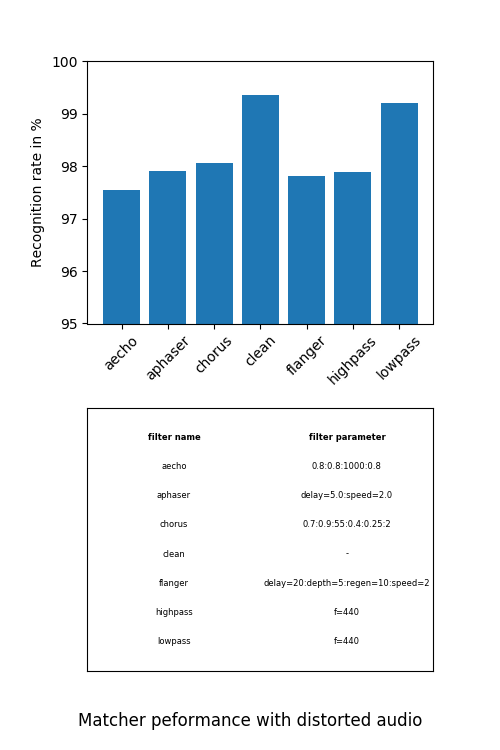 100
99
98
97
96
95
Recognition rate in %
aecho aphaser chorus clean flanger highpass lowpass
filter name filter parameter
aecho 0.8:0.8:1000:0.8
aphaser delay=5.0:speed=2.0
chorus 0.7:0.9:55:0.4:0.25:2
clean -
flanger delay=20:depth=5:regen=10:speed=2
highpass f=440
lowpass f=440
Matcher peformance with distorted audio